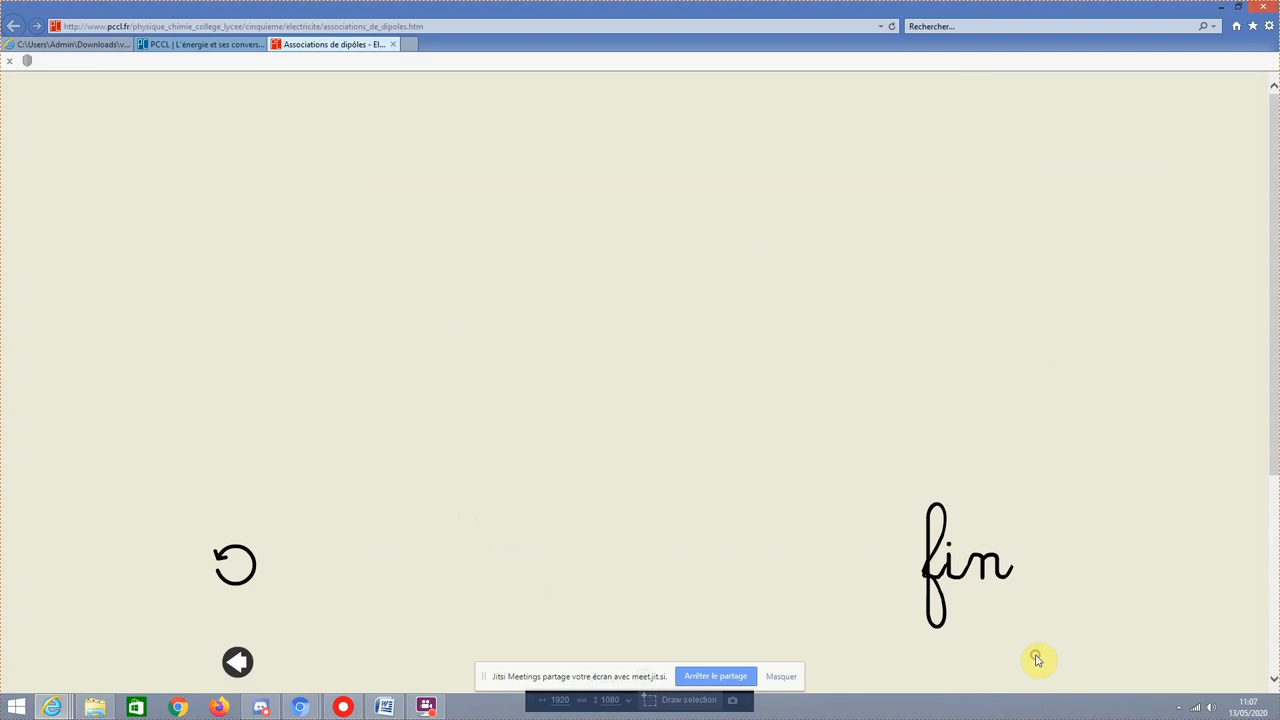 http://www.pccl.fr/physique_chimie_college_lycee/cinquieme/electricite/associations_de_dipoles.htm
Rechercher...
C:\Users\Admin\Downloads\v...
PCCL | L'énergie et ses convers...
Associations de dipôles - El...
x
fin
Jitsi Meetings partage votre écran avec meet.jit.si.
Arrêter le partage
Masquer
1920
1080
Draw selection
11:07
13/05/2020